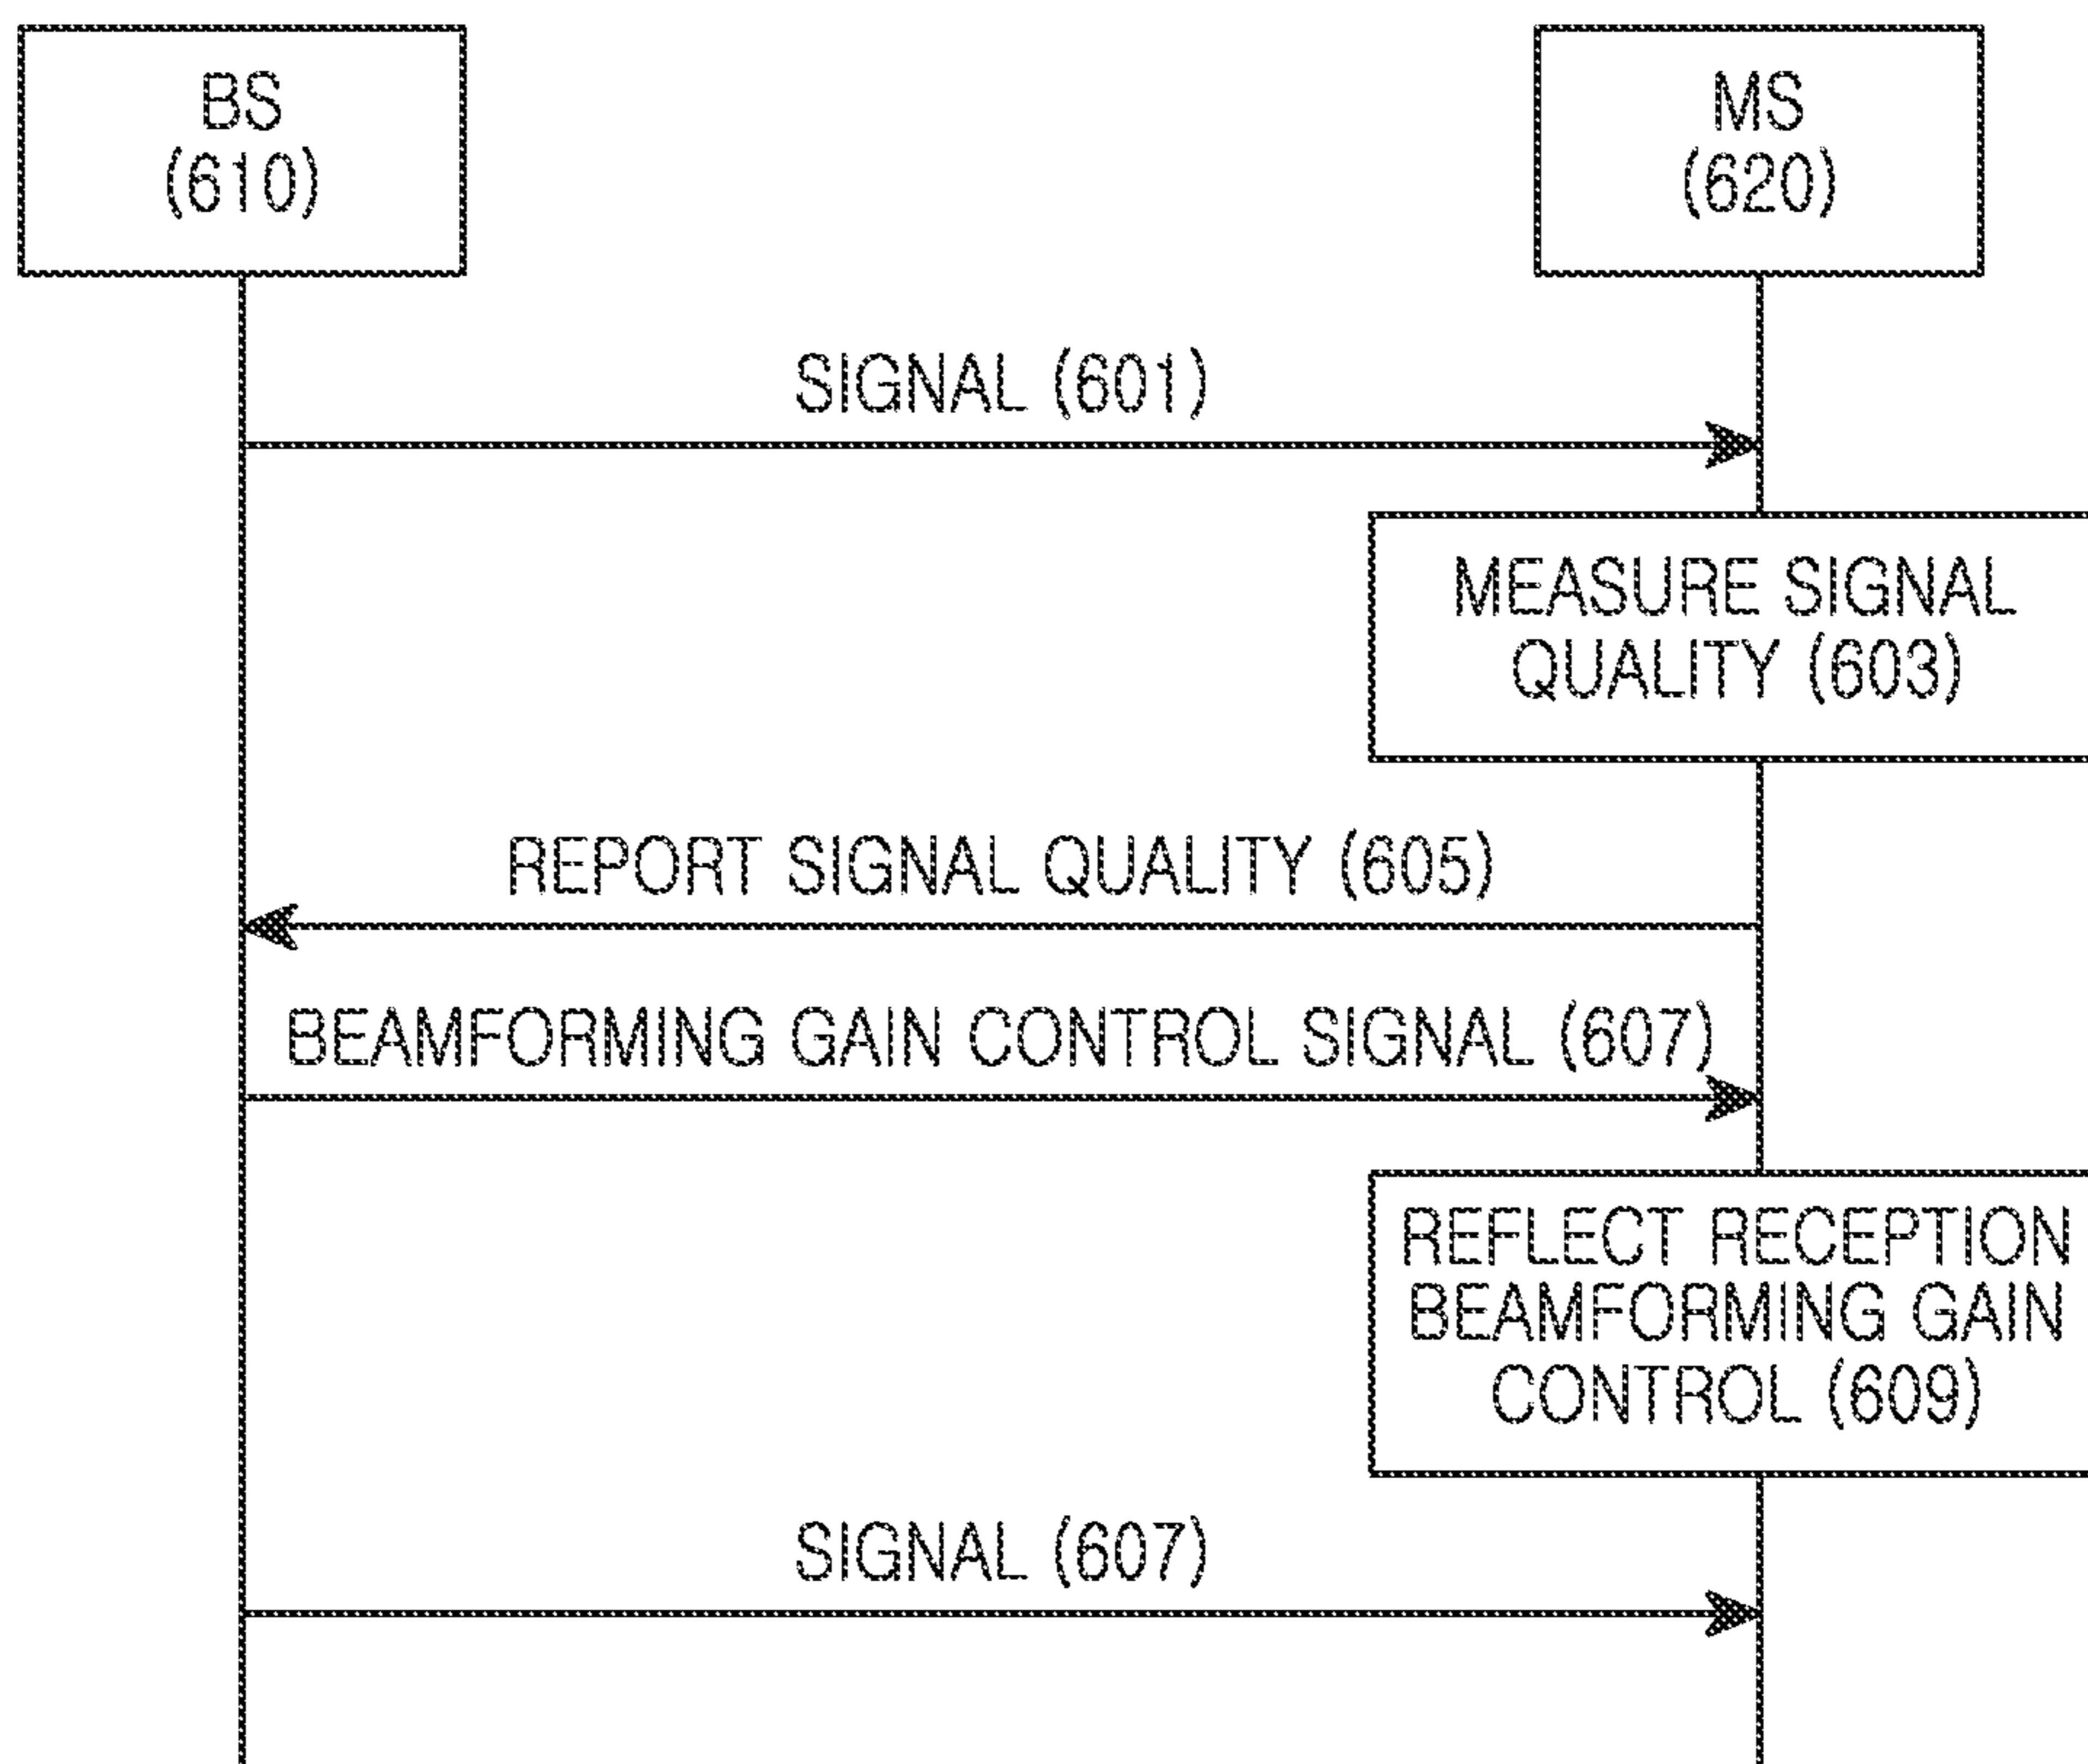 BS
(610)
MS
(620)
SIGNAL (601)
MEASURE SIGNAL
QUALITY (603)
REPORT SIGNAL QUALITY (605)
BEAMFORMING GAIN CONTROL SIGNAL (607)
REFLECT RECEPTION
BEAMFORMING GAIN
CONTROL (609)
SIGNAL (607)